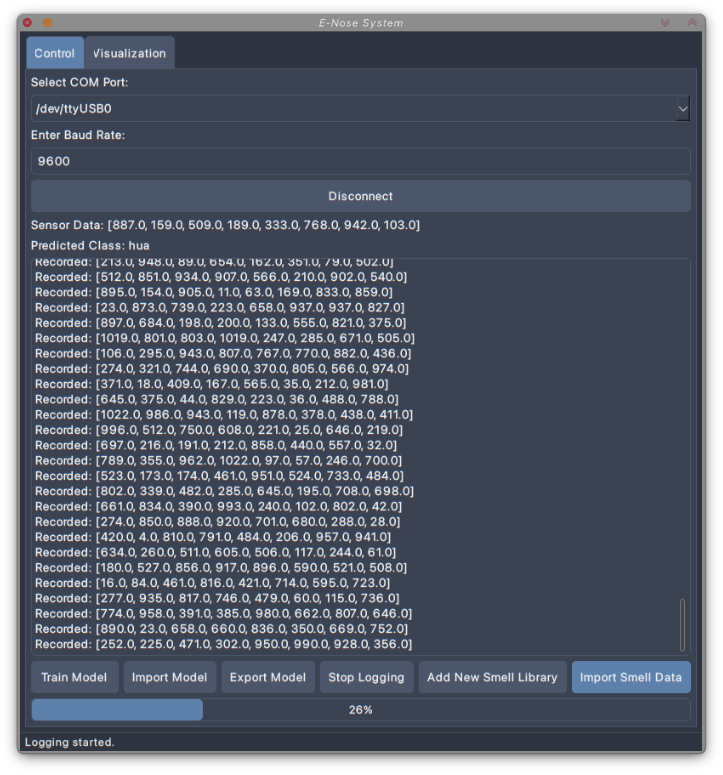 E-Nose System
Control
Visualization
Select COM Port:
/dev/ttyUSB0
Enter Baud Rate:
9600
Disconnect
Sensor Data: [887.0, 159.0, 509.0, 189.0, 333.0, 768.0, 942.0, 103.0]
Predicted Class: hua
Recorded: [213.0, 948.0, 89.0, 654.0, 162.0, 351.0, 79.0, 502.0]
Recorded: [512.0, 851.0, 934.0, 907.0, 566.0, 210.0, 902.0, 540.0]
Recorded: [895.0, 154.0, 905.0, 11.0, 63.0, 169.0, 833.0, 859.0]
Recorded: [23.0, 873.0, 739.0, 223.0, 658.0, 937.0, 937.0, 827.0]
Recorded: [897.0, 684.0, 198.0, 200.0, 133.0, 555.0, 821.0, 375.0]
Recorded: [1019.0, 801.0, 803.0, 1019.0, 247.0, 285.0, 671.0, 505.0]
Recorded: [106.0, 295.0, 943.0, 807.0, 767.0, 770.0, 882.0, 436.0]
Recorded: [274.0, 321.0, 744.0, 690.0, 370.0, 805.0, 566.0, 974.0]
Recorded: [371.0, 18.0, 409.0, 167.0, 565.0, 35.0, 212.0, 981.0]
Recorded: [645.0, 375.0, 44.0, 829.0, 223.0, 36.0, 488.0, 788.0]
Recorded: [1022.0, 986.0, 943.0, 119.0, 878.0, 378.0, 438.0, 411.0]
Recorded: [996.0, 512.0, 750.0, 608.0, 221.0, 25.0, 646.0, 219.0]
Recorded: [697.0, 216.0, 191.0, 212.0, 858.0, 440.0, 557.0, 32.0]
Recorded: [789.0, 355.0, 962.0, 1022.0, 97.0, 57.0, 246.0, 700.0]
Recorded: [523.0, 173.0, 174.0, 461.0, 951.0, 524.0, 733.0, 484.0]
Recorded: [802.0, 339.0, 482.0, 285.0, 645.0, 195.0, 708.0, 698.0]
Recorded: [661.0, 834.0, 390.0, 993.0, 240.0, 102.0, 802.0, 42.0]
Recorded: [274.0, 850.0, 888.0, 920.0, 701.0, 680.0, 288.0, 28.0]
Recorded: [420.0, 4.0, 810.0, 791.0, 484.0, 206.0, 957.0, 941.0]
Recorded: [634.0, 260.0, 511.0, 605.0, 506.0, 117.0, 244.0, 61.0]
Recorded: [180.0, 527.0, 856.0, 917.0, 896.0, 590.0, 521.0, 508.0]
Recorded: [16.0, 84.0, 461.0, 816.0, 421.0, 714.0, 595.0, 723.0]
Recorded: [277.0, 935.0, 817.0, 746.0, 479.0, 60.0, 115.0, 736.0]
Recorded: [774.0, 958.0, 391.0, 385.0, 980.0, 662.0, 807.0, 646.0]
Recorded: [890.0, 23.0, 658.0, 660.0, 836.0, 350.0, 669.0, 752.0]
Recorded: [252.0, 225.0, 471.0, 302.0, 950.0, 990.0, 928.0, 356.0]
Train Model
Import Model
Export Model
Stop Logging
Add New Smell Library
Import Smell Data
26%
Logging started.